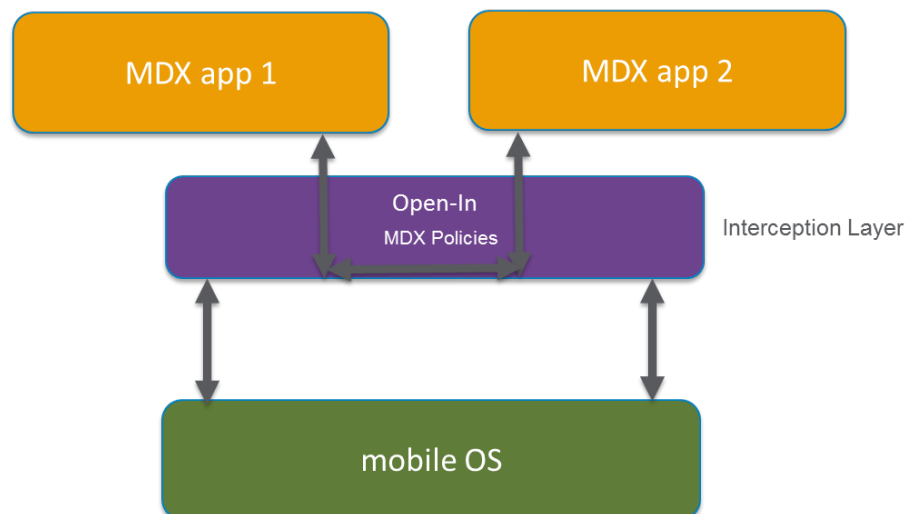 MDX app 1
MDX app 2
Open-In
MDX Policies
Interception Layer
mobile OS